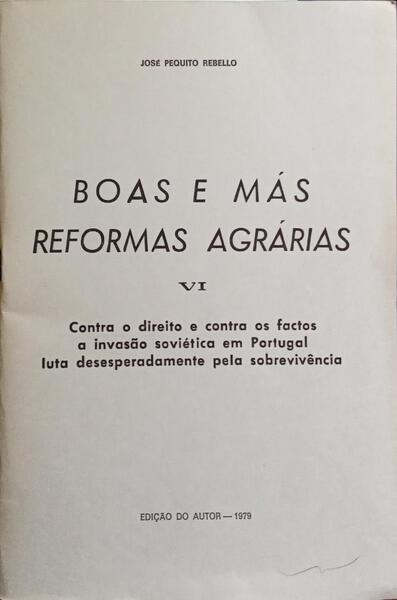 JOSÉ PEQUITO REBELLO
BOAS E MÁS
REFORMAS AGRÁRIAS
VI
Contra o direito e contra os factos
a invasão soviética em Portugal
luta desesperadamente pela sobrevivência
EDIÇÃO DO AUTOR — 1979